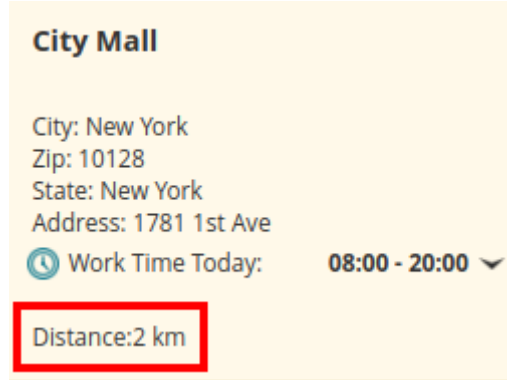 City Mall
City: New York
Zip: 10128
State: New York
Address: 1781 1st Ave
Work Time Today: 08:00 - 20:00
Distance:2 km